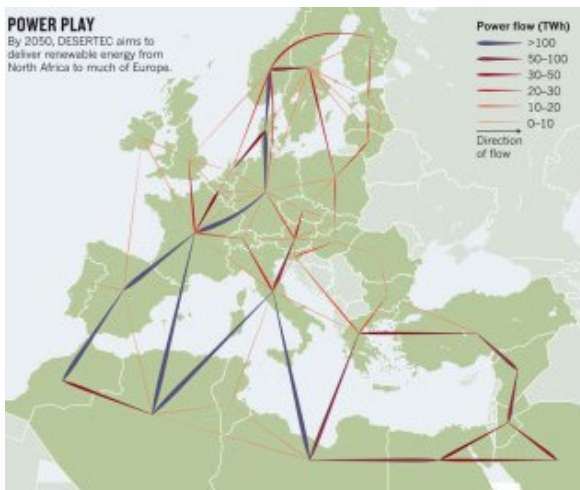 POWER PLAY
By 2050, DESERTEC aims to
deliver renewable energy from
North Africa to much of Europe.
Power flow (TWh)
>100
50–100
30–50
20–30
10–20
0–10
Direction
of flow